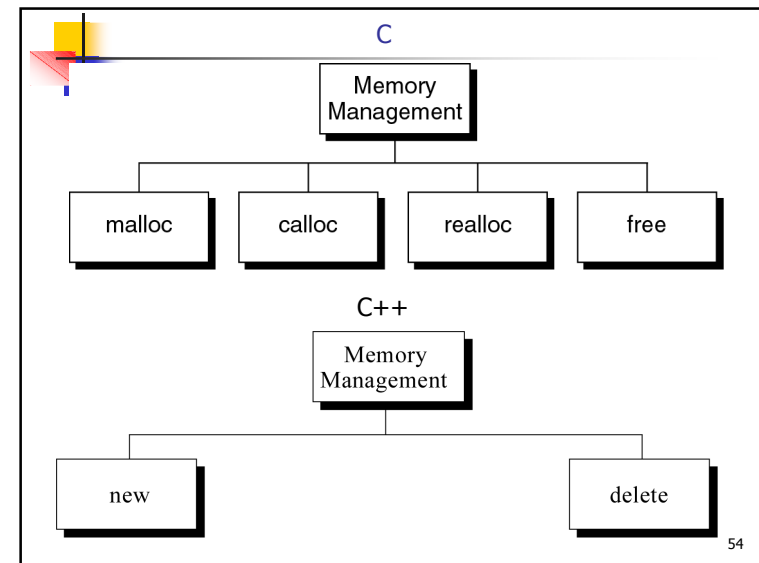 C
Memory
Management
malloc
calloc
realloc
free
C++
Memory
Management
new
delete
54